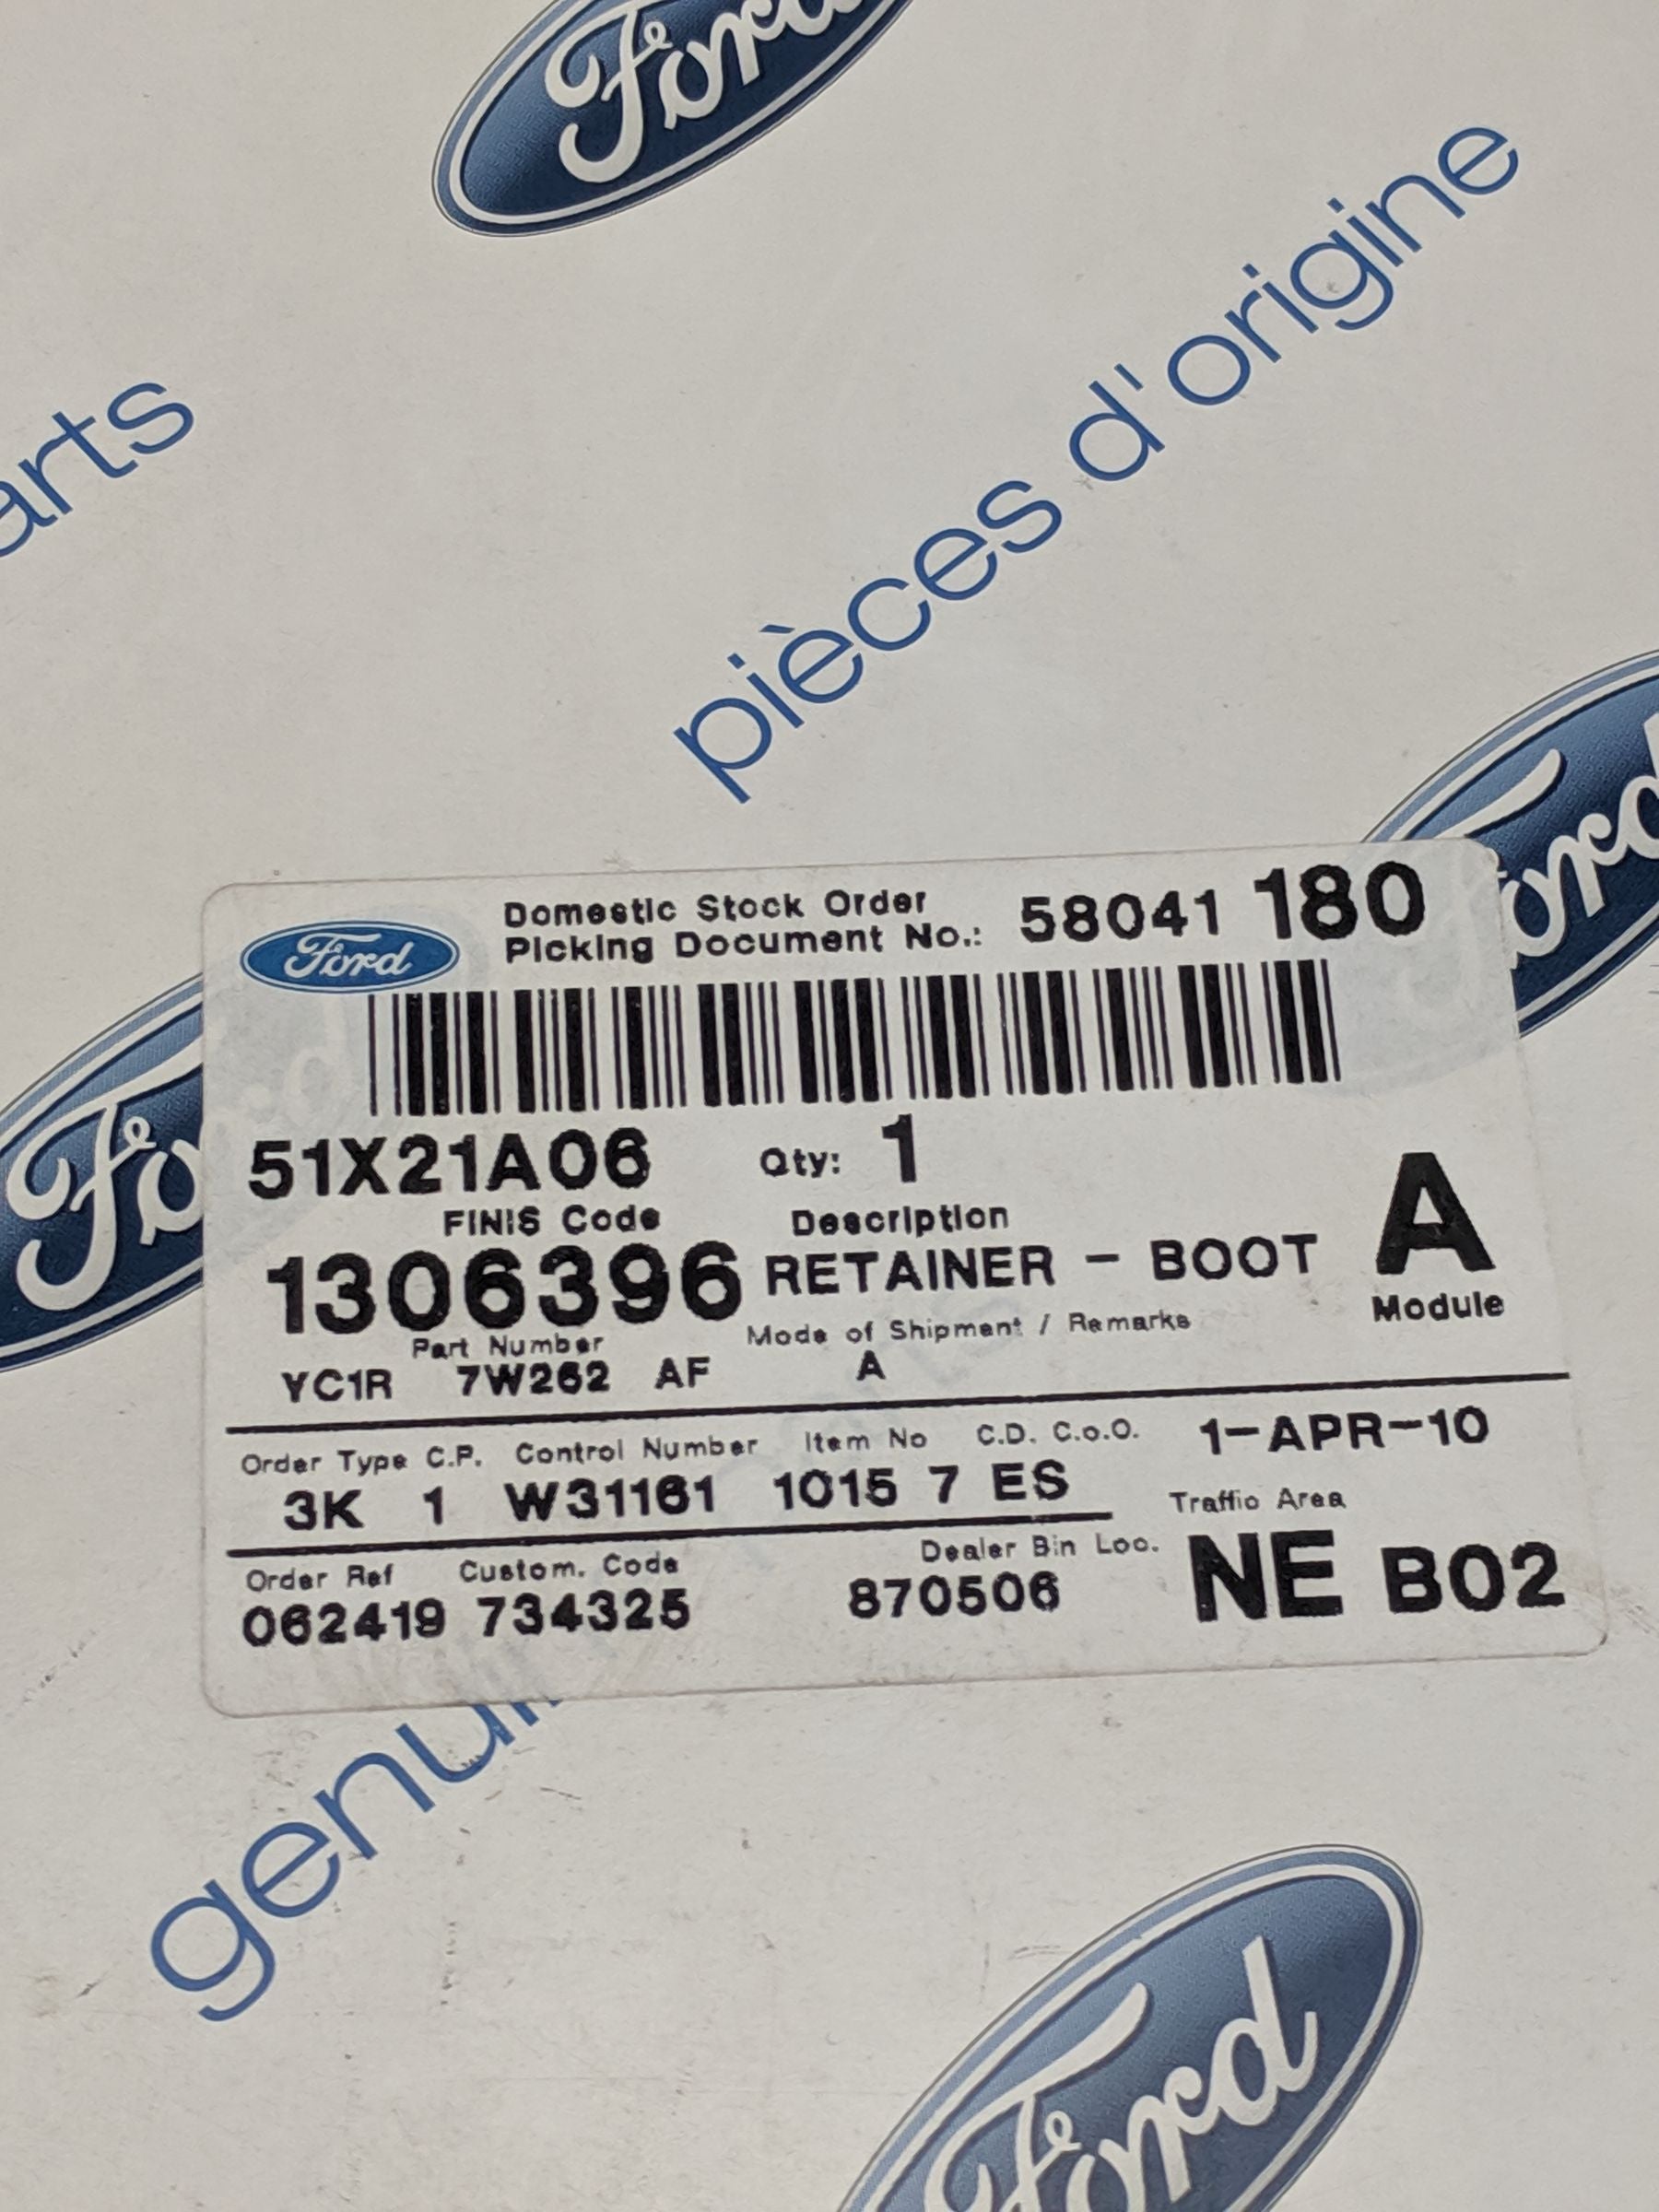 Ford
pièces d'origine
arts
Ford
Domestic Stock Order
Picking Document No.: 58041 180
Ford
51X21A06 Qty: 1
FINIS Code Description A
1306396 RETAINER - BOOT
Module
Part Number Mode of Shipment / Remarks
YC1R 7W262 AF A
Order Type C.P. Control Number Item No C.D. C.o.O. 1-APR-10
3K 1 W31161 1015 7 ES
Traffic Area
Order Ref Custom. Code Dealer Bin Loc. NE B02
062419 734325 870506
Fo
genui
Ford